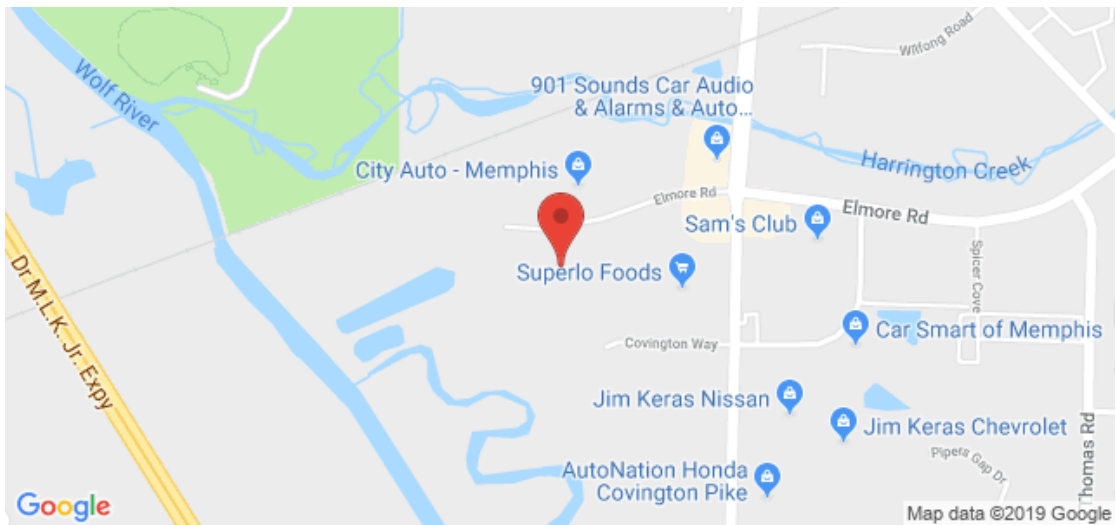 Wilfong Road
Wolf River
901 Sounds Car Audio
& Alarms & Auto...
Harrington Creek
City Auto - Memphis
Elmore Rd
Elmore Rd
Sam's Club
Spicer Cove
Superlo Foods
Dr M.L.K. Jr. Expy
Car Smart of Memphis
Covington Way
Jim Keras Nissan
Jim Keras Chevrolet
Thomas Rd
Pipers Gap Dr
AutoNation Honda
Covington Pike
Google
Map data ©2019 Google